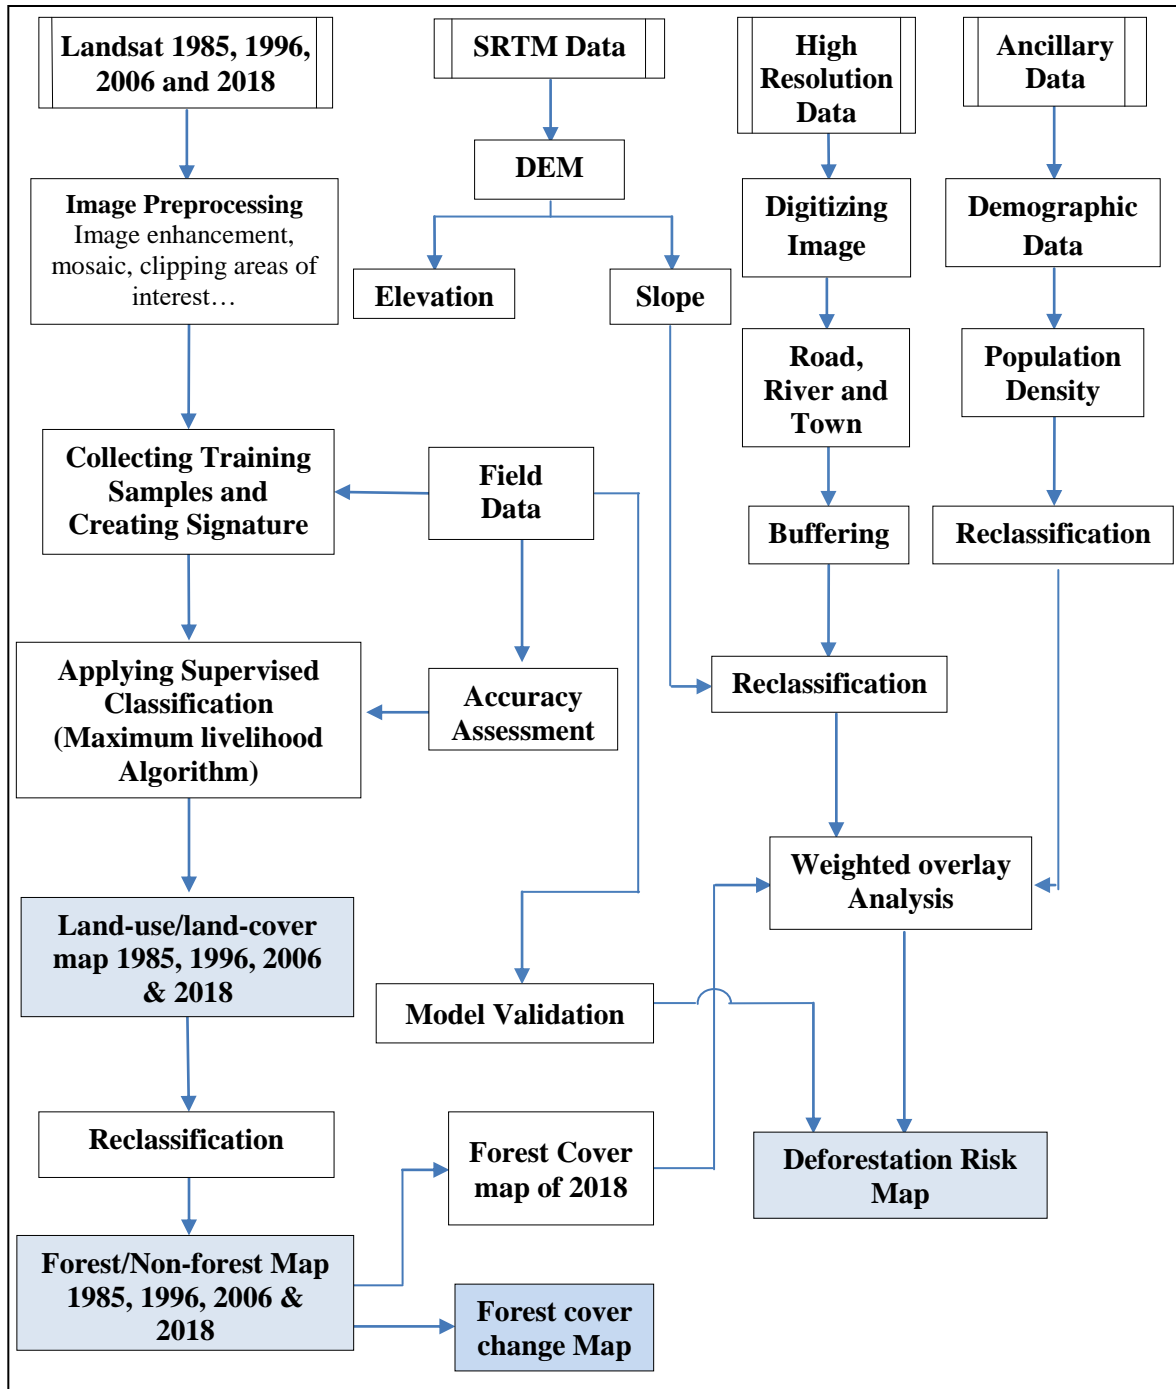 Landsat 1985, 1996,
2006 and 2018
SRTM Data
High
Resolution
Data
Ancillary
Data
Image Preprocessing
Image enhancement,
mosaic, clipping areas of
interest…
DEM
Elevation
Slope
Digitizing
Image
Demographic
Data
Road,
River and
Town
Population
Density
Collecting Training
Samples and
Creating Signature
Field
Data
Buffering
Reclassification
Applying Supervised
Classification
(Maximum livelihood
Algorithm)
Accuracy
Assessment
Reclassification
Weighted overlay
Analysis
Land-use/land-cover
map 1985, 1996, 2006
& 2018
Model Validation
Reclassification
Forest Cover
map of 2018
Deforestation Risk
Map
Forest/Non-forest Map
1985, 1996, 2006 &
2018
Forest cover
change Map